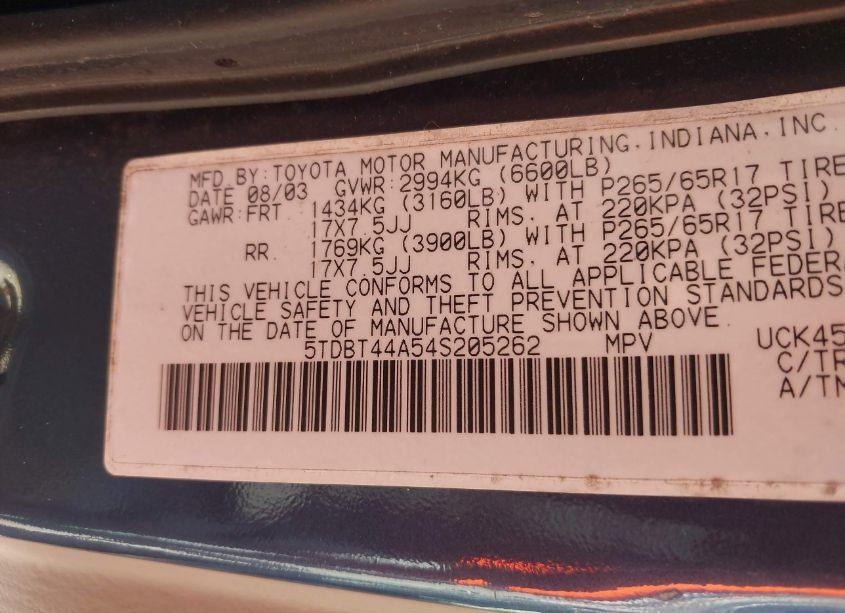 MFD.BY:TOYOTA MOTOR MANUFACTURING,INDIANA,INC.
DATE 08/03 GVWR:2994KG (6600LB)
GAWR:FRT. 1434KG (3160LB) WITH P265/65R17 TIRE
17X7.5JJ RIMS. AT 220KPA (32PSI)
RR. 1769KG (3900LB) WITH P265/65R17 TIRE
17X7.5JJ RIMS. AT 220KPA (32PSI)
THIS VEHICLE CONFORMS TO ALL APPLICABLE FEDERA
VEHICLE SAFETY AND THEFT PREVENTION STANDARDS
ON THE DATE OF MANUFACTURE SHOWN ABOVE.
5TDBT44A54S205262 MPV UCK45
C/TR
A/TM